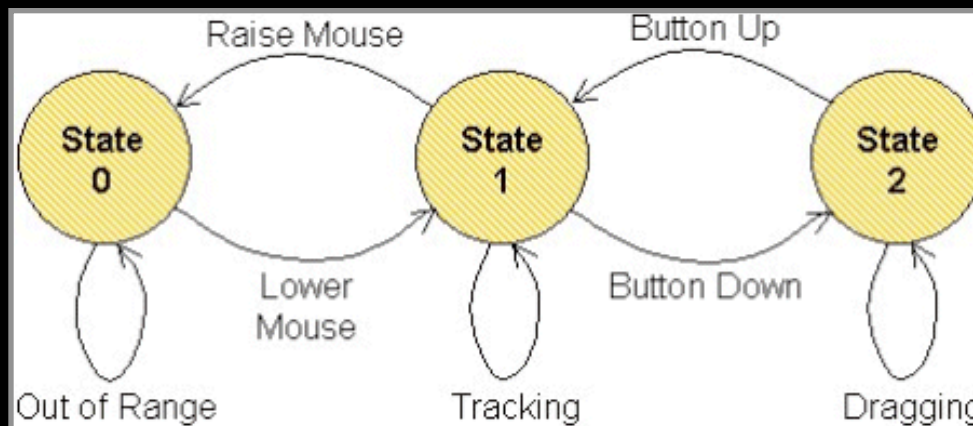 Raise Mouse
Button Up
State
0
State
1
State
2
Lower
Mouse
Button Down
Out of Range
Tracking
Dragging